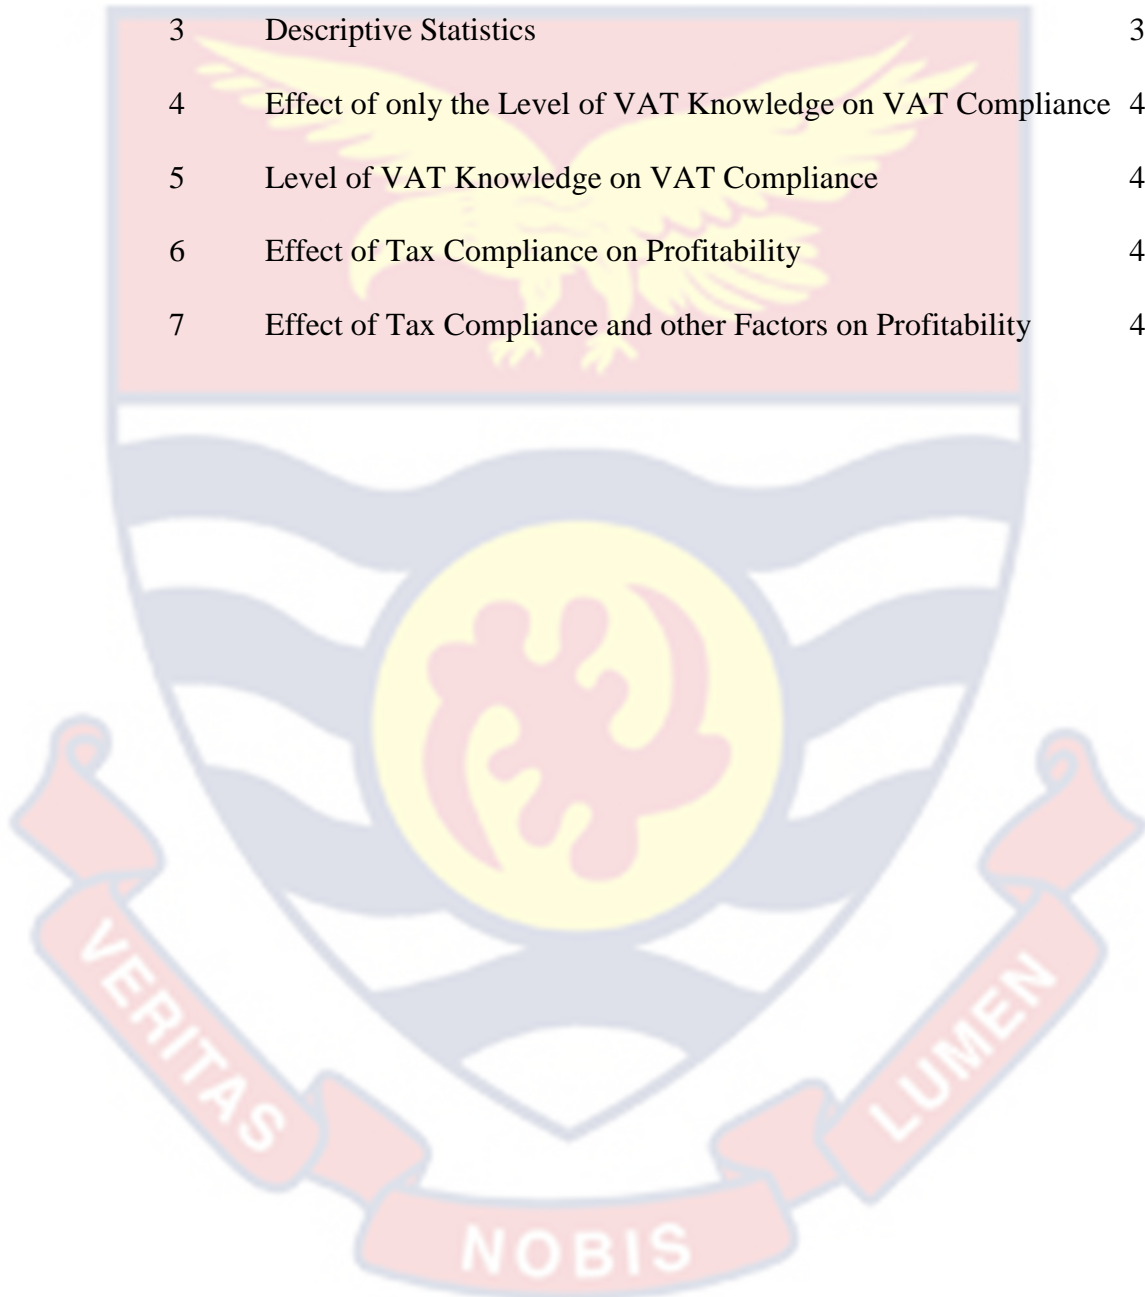 3 Descriptive Statistics 3
4 Effect of only the Level of VAT Knowledge on VAT Compliance 4
5 Level of VAT Knowledge on VAT Compliance 4
6 Effect of Tax Compliance on Profitability 4
7 Effect of Tax Compliance and other Factors on Profitability 4
VERITAS
NOBIS
LUMEN